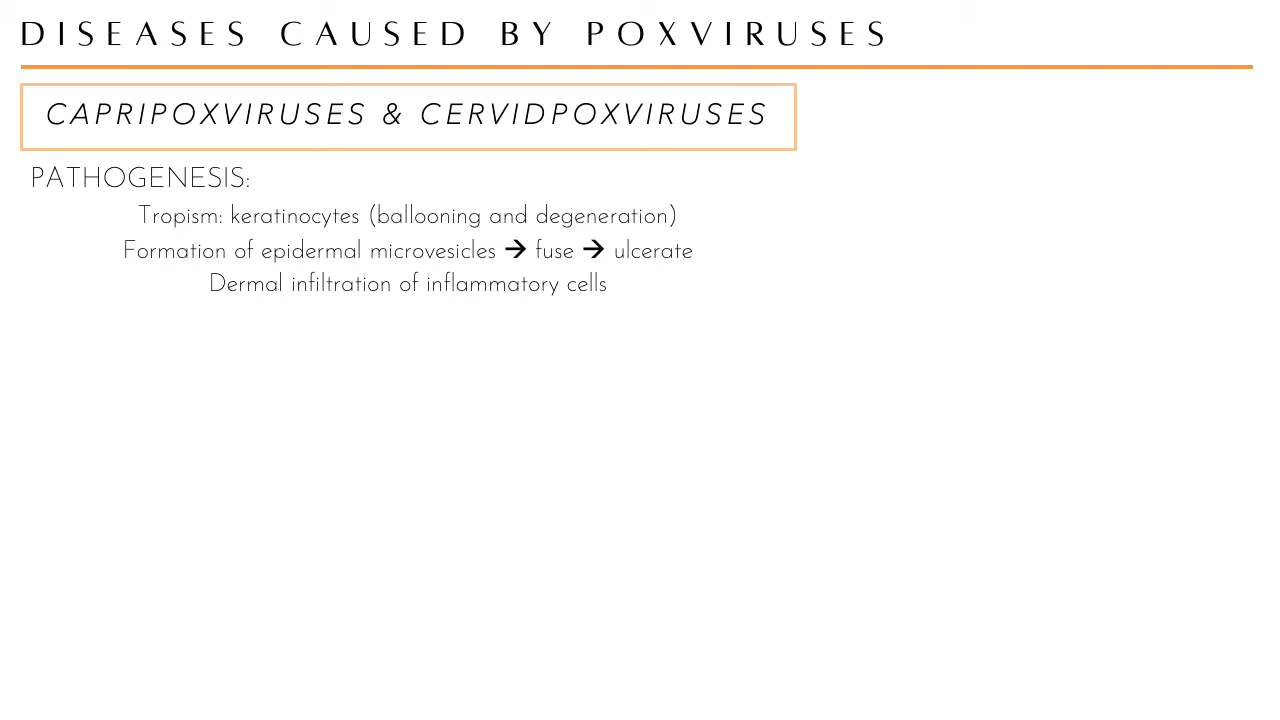 DISEASES CAUSED BY POXVIRUSES
CAPRIPOXVIRUSES & CERVIDPOXVIRUSES
PATHOGENESIS:
Tropism: keratinocytes (ballooning and degeneration)
Formation of epidermal microvesicles → fuse → ulcerate
Dermal infiltration of inflammatory cells